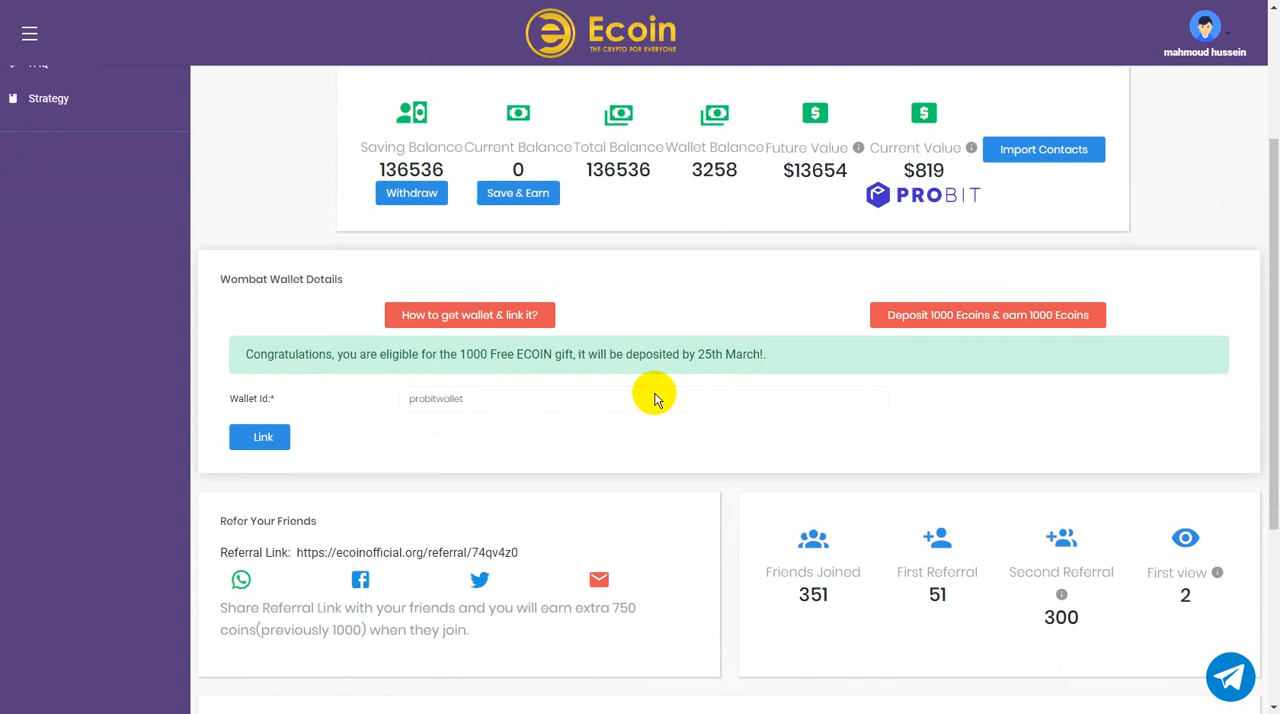 Ecoin
THE CRYPTO FOR EVERYONE
mahmoud hussein
FAQ
Strategy
Saving Balance Current Balance Total Balance Wallet Balance Future Value Current Value
136536 0 136536 3258 $13654 $819
Import Contacts
Withdraw Save & Earn
PROBIT
Wombat Wallet Details
How to get wallet & link it? Deposit 1000 Ecoins & earn 1000 Ecoins
Congratulations, you are eligible for the 1000 Free ECOIN gift, it will be deposited by 25th March!.
Wallet Id:* probitwallet
Link
Refer Your Friends
Referral Link: https://ecoinofficial.org/referral/74qv4z0
Share Referral Link with your friends and you will earn extra 750
coins(previously 1000) when they join.
Friends Joined First Referral Second Referral First view
351 51 300 2